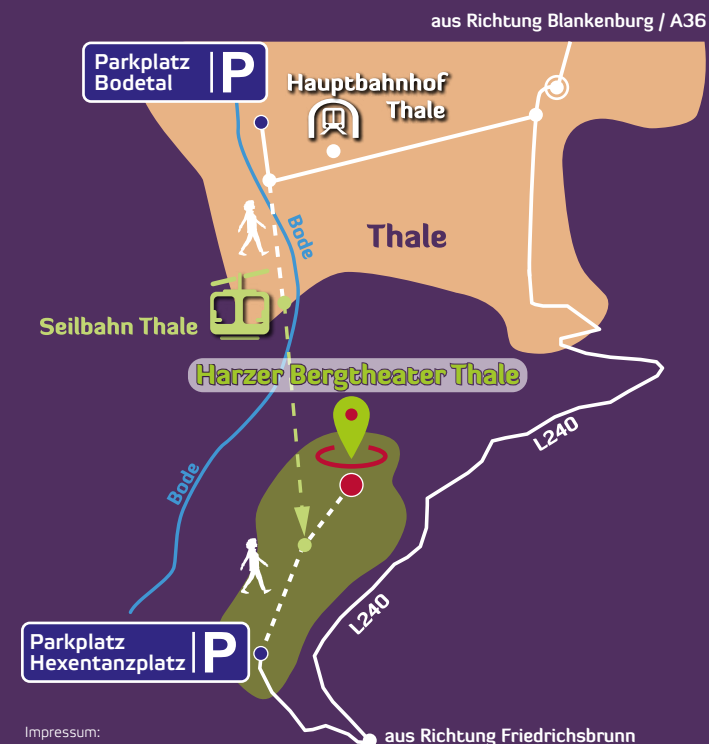 aus Richtung Blankenburg / A36
Parkplatz
Bodetal
P
Hauptbahnhof
Thale
Bode
Thale
Seilbahn Thale
Harzer Bergtheater Thale
L240
Bode
L240
Parkplatz
Hexentanzplatz
P
Impressum:
aus Richtung Friedrichsbrunn